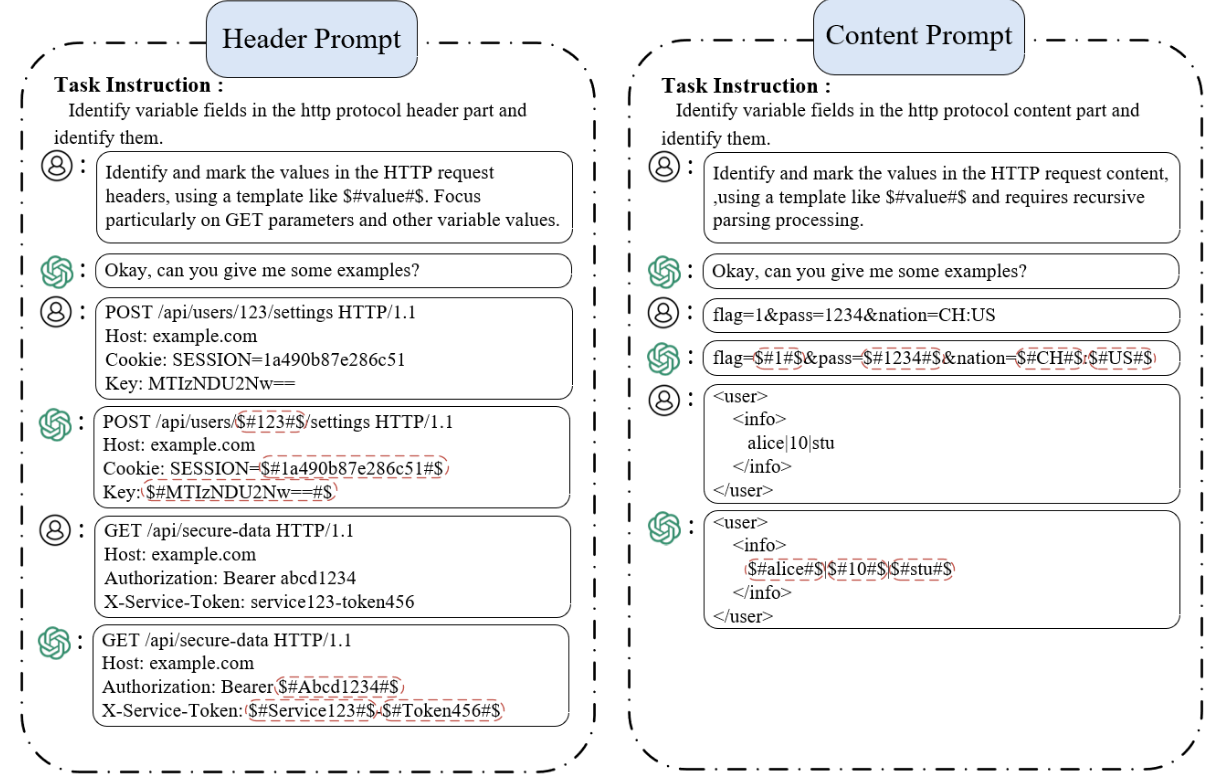 Header Prompt
Task Instruction :
Identify variable fields in the http protocol header part and
identify them.
:
Identify and mark the values in the HTTP request
headers, using a template like $#value#$. Focus
particularly on GET parameters and other variable values.
:
Okay, can you give me some examples?
:
POST /api/users/123/settings HTTP/1.1
Host: example.com
Cookie: SESSION=1a490b87e286c51
Key: MTIzNDU2Nw==
:
POST /api/users/$#123#$/settings HTTP/1.1
Host: example.com
Cookie: SESSION=$#1a490b87e286c51#$
Key: $#MTIzNDU2Nw==#$
:
GET /api/secure-data HTTP/1.1
Host: example.com
Authorization: Bearer abcd1234
X-Service-Token: service123-token456
:
GET /api/secure-data HTTP/1.1
Host: example.com
Authorization: Bearer $#Abcd1234#$
X-Service-Token: $#Service123#$-$#Token456#$
Content Prompt
Task Instruction :
Identify variable fields in the http protocol content part and
identify them.
:
Identify and mark the values in the HTTP request content,
,using a template like $#value#$ and requires recursive
parsing processing.
:
Okay, can you give me some examples?
:
flag=1&pass=1234&nation=CH:US
:
flag=$#1#$&pass=$#1234#$&nation=$#CH#$:$#US#$
:
<user>
<info>
alice|10|stu
</info>
</user>
:
<user>
<info>
$#alice#$|$#10#$|$#stu#$
</info>
</user>